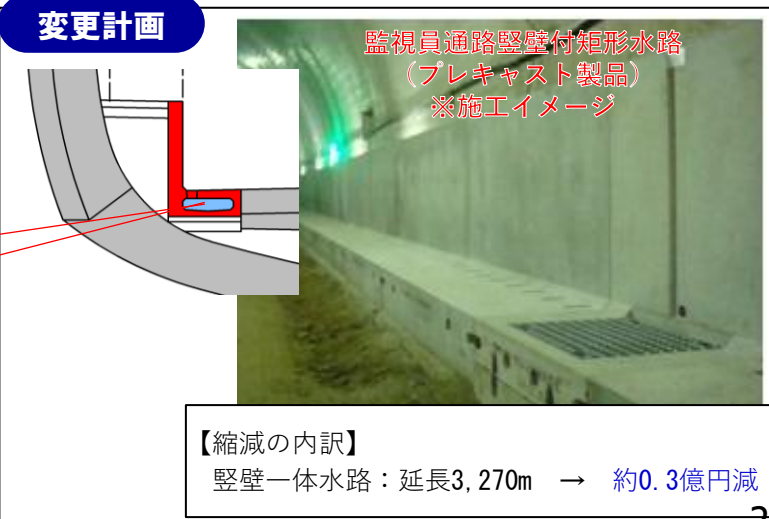 変更計画
監視員通路竪壁付矩形水路
（プレキャスト製品）
※施工イメージ
【縮減の内訳】
竪壁一体水路：延長3,270m　→　約0.3億円減